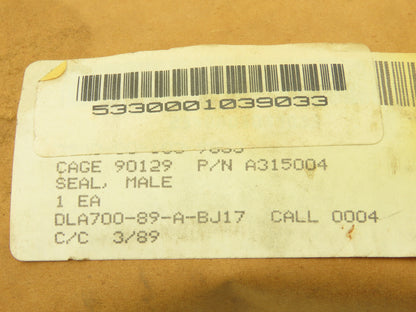 5330001039033
CAGE 90129 P/N A315004
SEAL, MALE
1 EA
DLA700-89-A-BJ17 CALL 0004
C/C 3/89